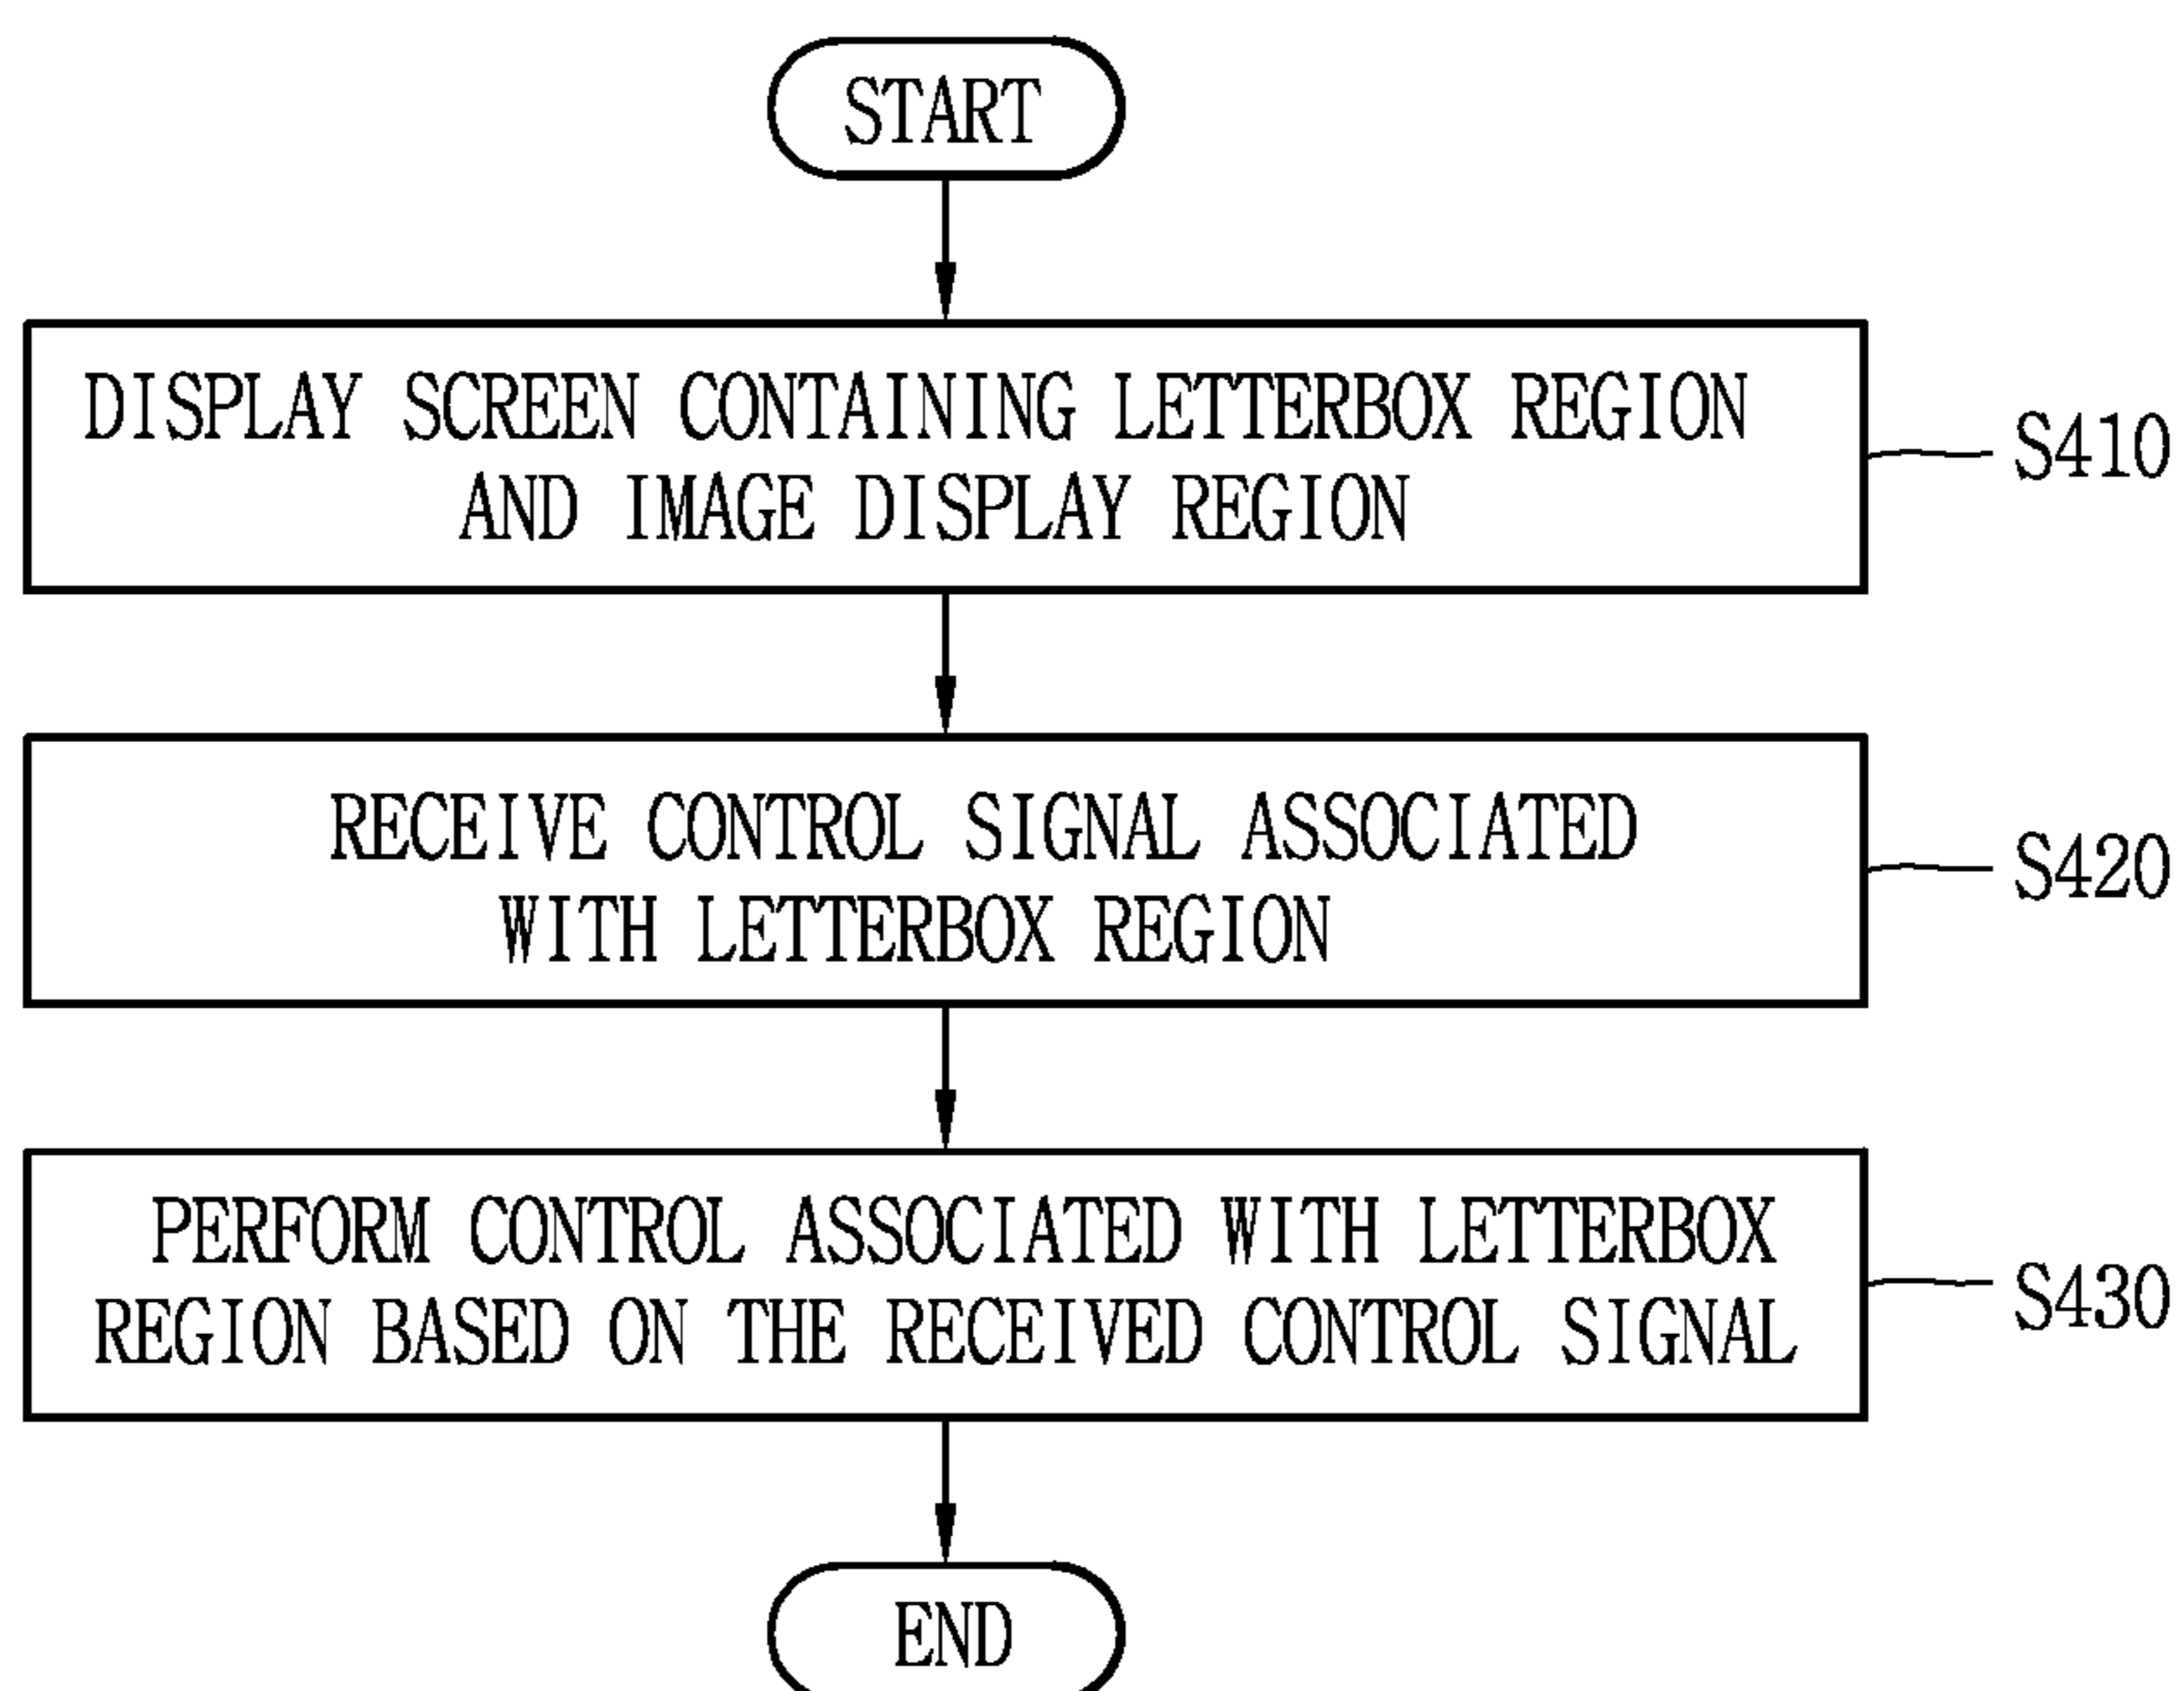 START
DISPLAY SCREEN CONTAINING LETTERBOX REGION
AND IMAGE DISPLAY REGION
S410
RECEIVE CONTROL SIGNAL ASSOCIATED
WITH LETTERBOX REGION
S420
PERFORM CONTROL ASSOCIATED WITH LETTERBOX
REGION BASED ON THE RECEIVED CONTROL SIGNAL
S430
END